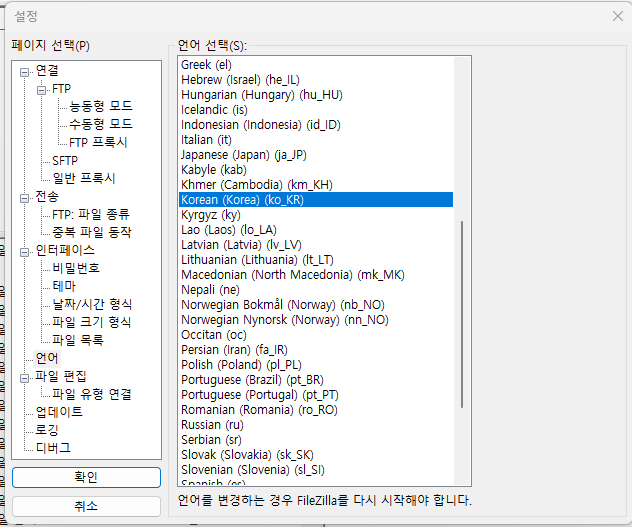 설정
페이지 선택(P)
연결
FTP
능동형 모드
수동형 모드
FTP 프록시
SFTP
일반 프록시
전송
FTP: 파일 종류
중복 파일 동작
인터페이스
비밀번호
테마
날짜/시간 형식
파일 크기 형식
파일 목록
언어
파일 편집
파일 유형 연결
업데이트
로깅
디버그
확인
취소
언어 선택(S):
Greek (el)
Hebrew (Israel) (he_IL)
Hungarian (Hungary) (hu_HU)
Icelandic (is)
Indonesian (Indonesia) (id_ID)
Italian (it)
Japanese (Japan) (ja_JP)
Kabyle (kab)
Khmer (Cambodia) (km_KH)
Korean (Korea) (ko_KR)
Kyrgyz (ky)
Lao (Laos) (lo_LA)
Latvian (Latvia) (lv_LV)
Lithuanian (Lithuania) (lt_LT)
Macedonian (North Macedonia) (mk_MK)
Nepali (ne)
Norwegian Bokmål (Norway) (nb_NO)
Norwegian Nynorsk (Norway) (nn_NO)
Occitan (oc)
Persian (Iran) (fa_IR)
Polish (Poland) (pl_PL)
Portuguese (Brazil) (pt_BR)
Portuguese (Portugal) (pt_PT)
Romanian (Romania) (ro_RO)
Russian (ru)
Serbian (sr)
Slovak (Slovakia) (sk_SK)
Slovenian (Slovenia) (sl_SI)
Spanish (es)
언어를 변경하는 경우 FileZilla를 다시 시작해야 합니다.